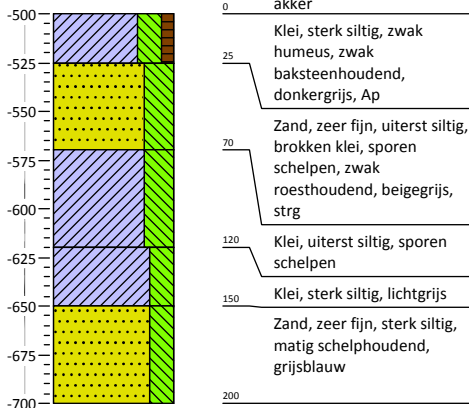 akker
-500
0
Klei, sterk siltig, zwak
humeus, zwak
baksteenhoudend,
donkergrijs, Ap
-525
25
-550
Zand, zeer fijn, uiterst siltig,
brokken klei, sporen
schelpen, zwak
roesthoudend, beigegrijs,
strg
70
-575
-600
120
Klei, uiterst siltig, sporen
schelpen
-625
Klei, sterk siltig, lichtgrijs
150
-650
Zand, zeer fijn, sterk siltig,
matig schelphoudend,
grijsblauw
-675
200
-700